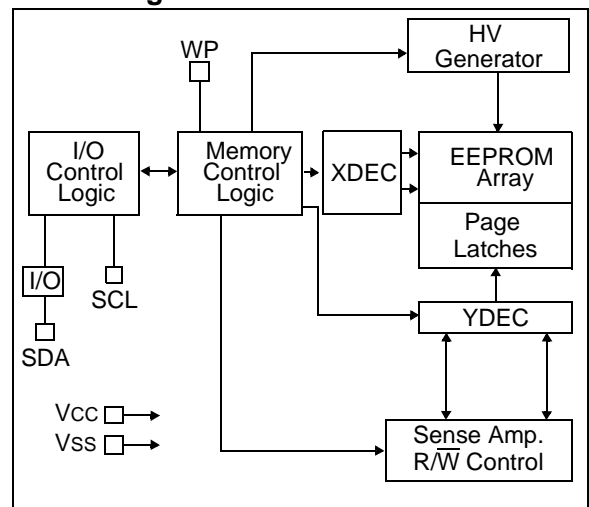 WP
HV
Generator
I/O
Control
Logic
Memory
Control
Logic
XDEC
EEPROM
Array
Page
Latches
I/O
SCL
SDA
YDEC
Vcc
Vss
Sense Amp.
R/W̅ Control